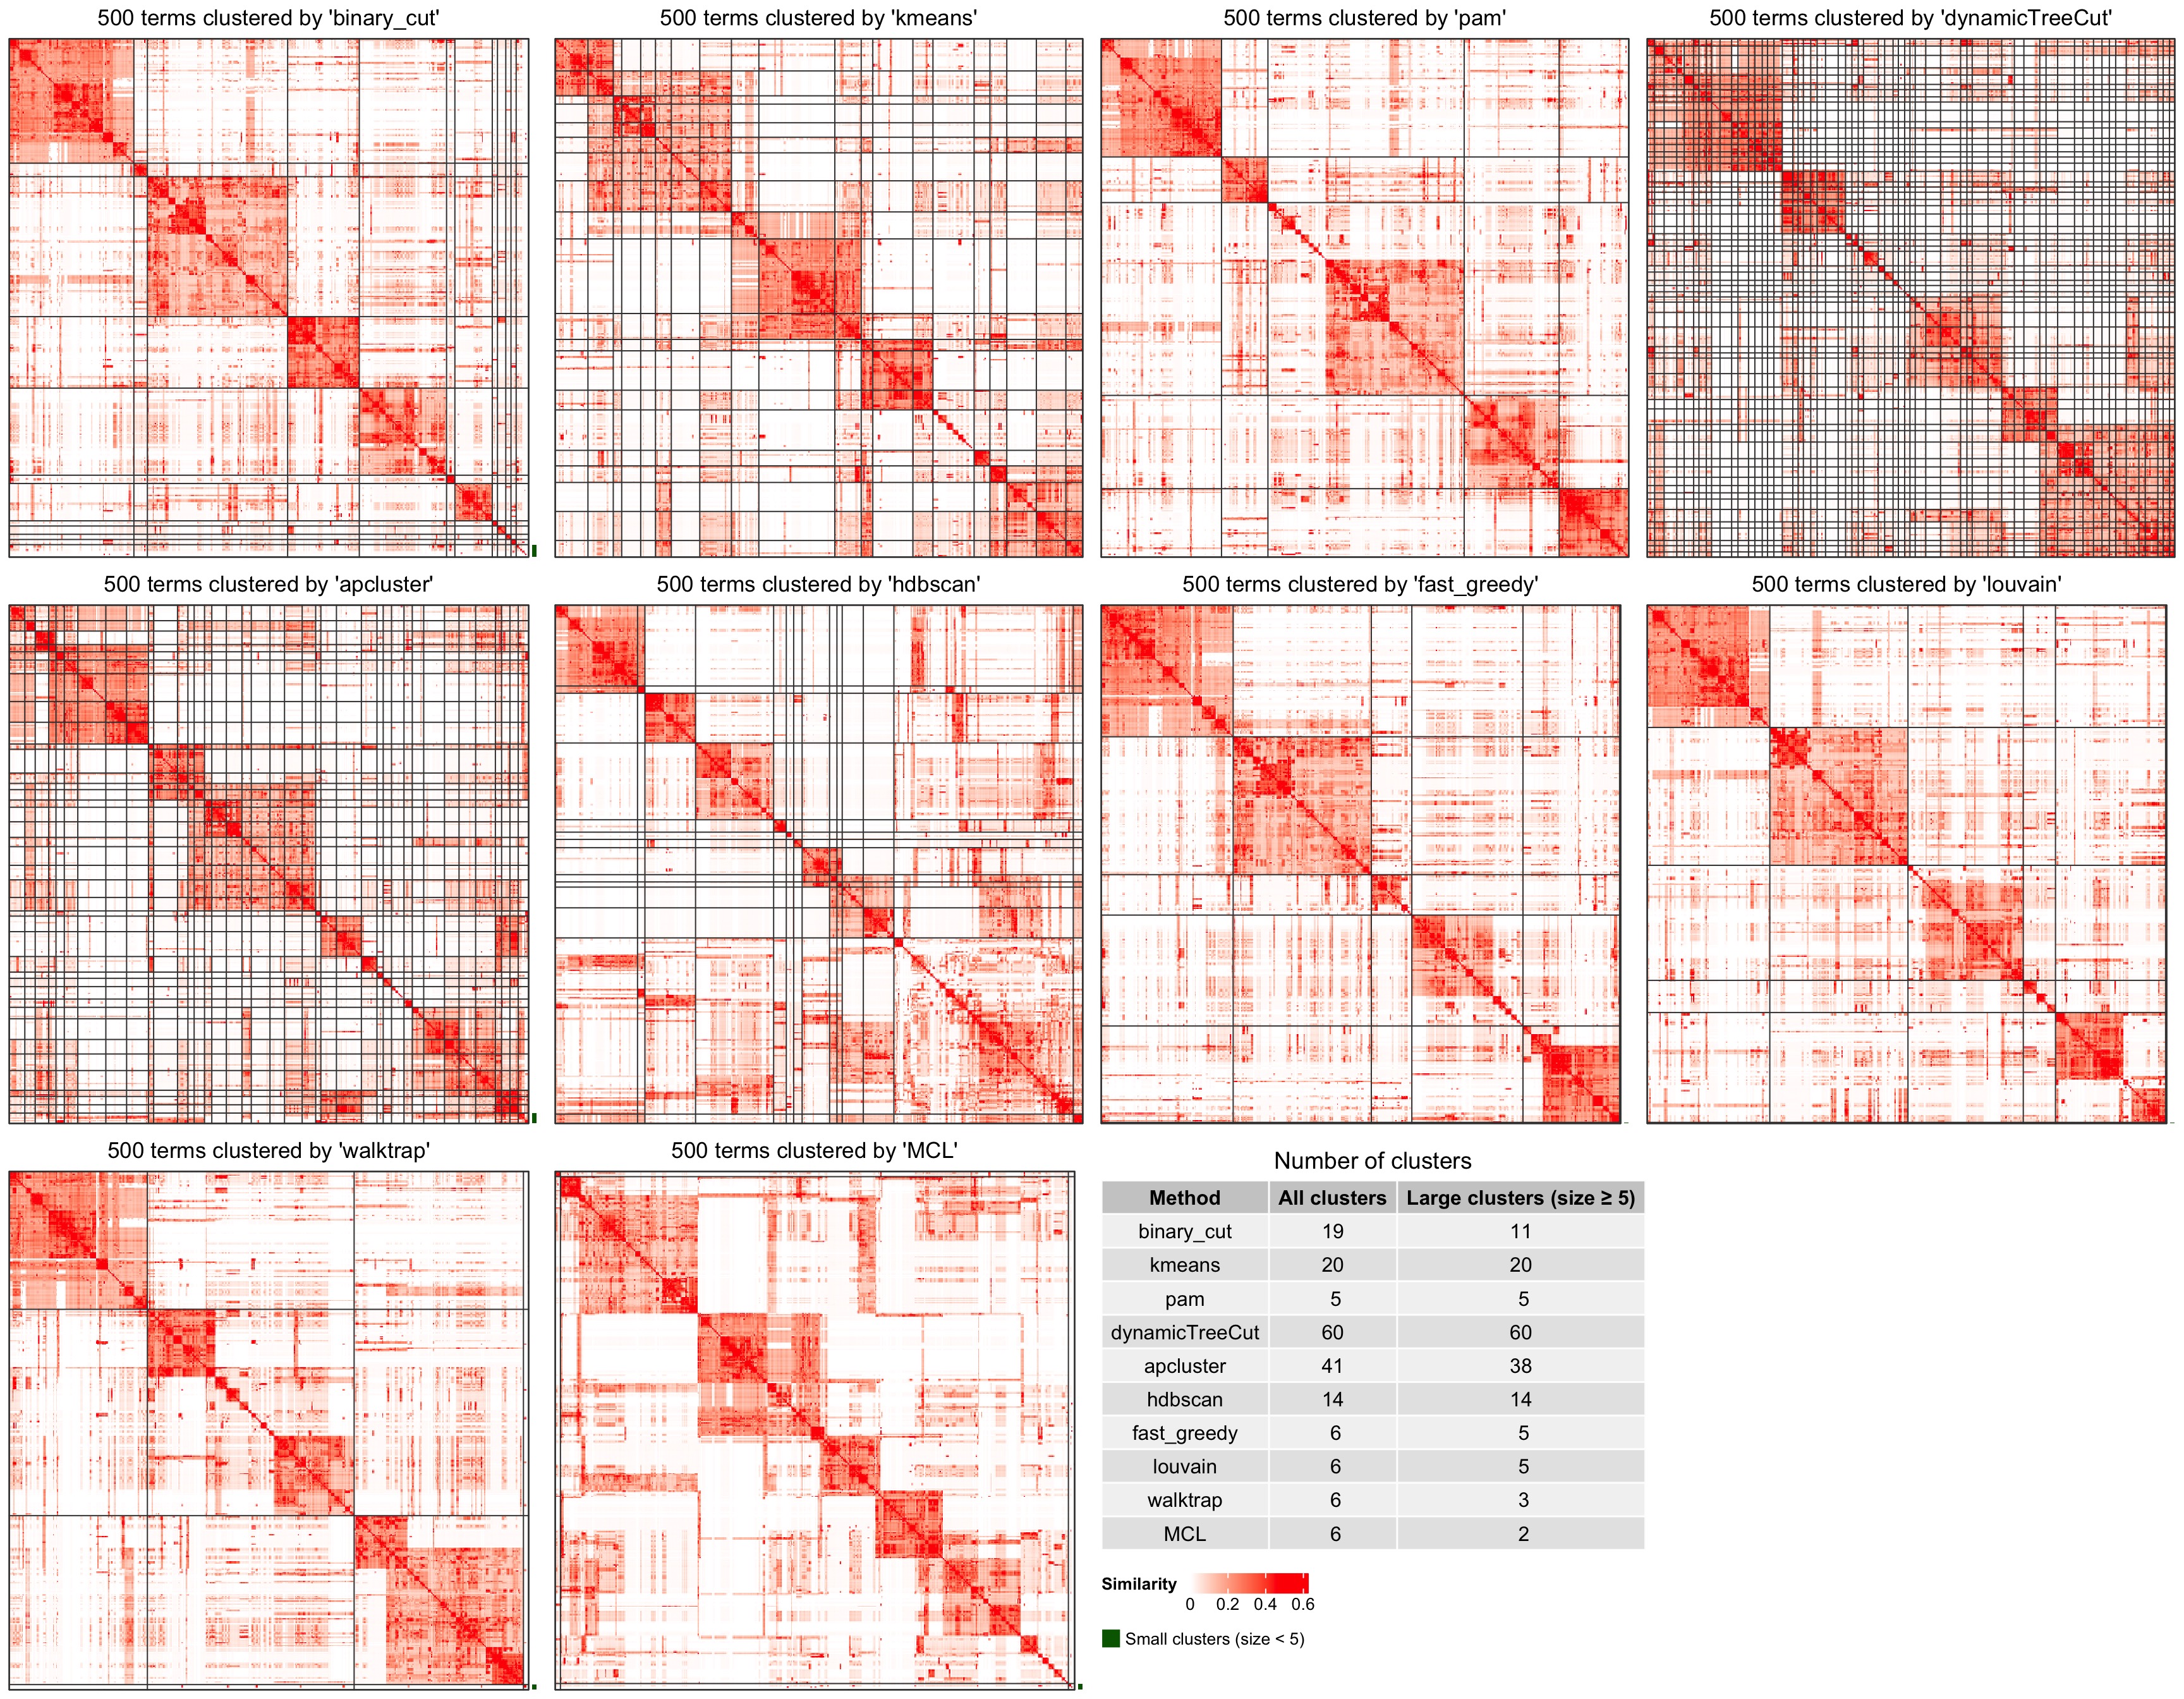 500 terms clustered by 'binary_cut'
500 terms clustered by 'kmeans'
500 terms clustered by 'pam'
500 terms clustered by 'dynamicTreeCut'
500 terms clustered by 'apcluster'
500 terms clustered by 'hdbscan'
500 terms clustered by 'fast_greedy'
500 terms clustered by 'louvain'
500 terms clustered by 'walktrap'
500 terms clustered by 'MCL'
Number of clusters
Method All clusters Large clusters (size ≥ 5)
binary_cut 19 11
kmeans 20 20
pam 5 5
dynamicTreeCut 60 60
apcluster 41 38
hdbscan 14 14
fast_greedy 6 5
louvain 6 5
walktrap 6 3
MCL 6 2
Similarity
0 0.2 0.4 0.6
Small clusters (size < 5)